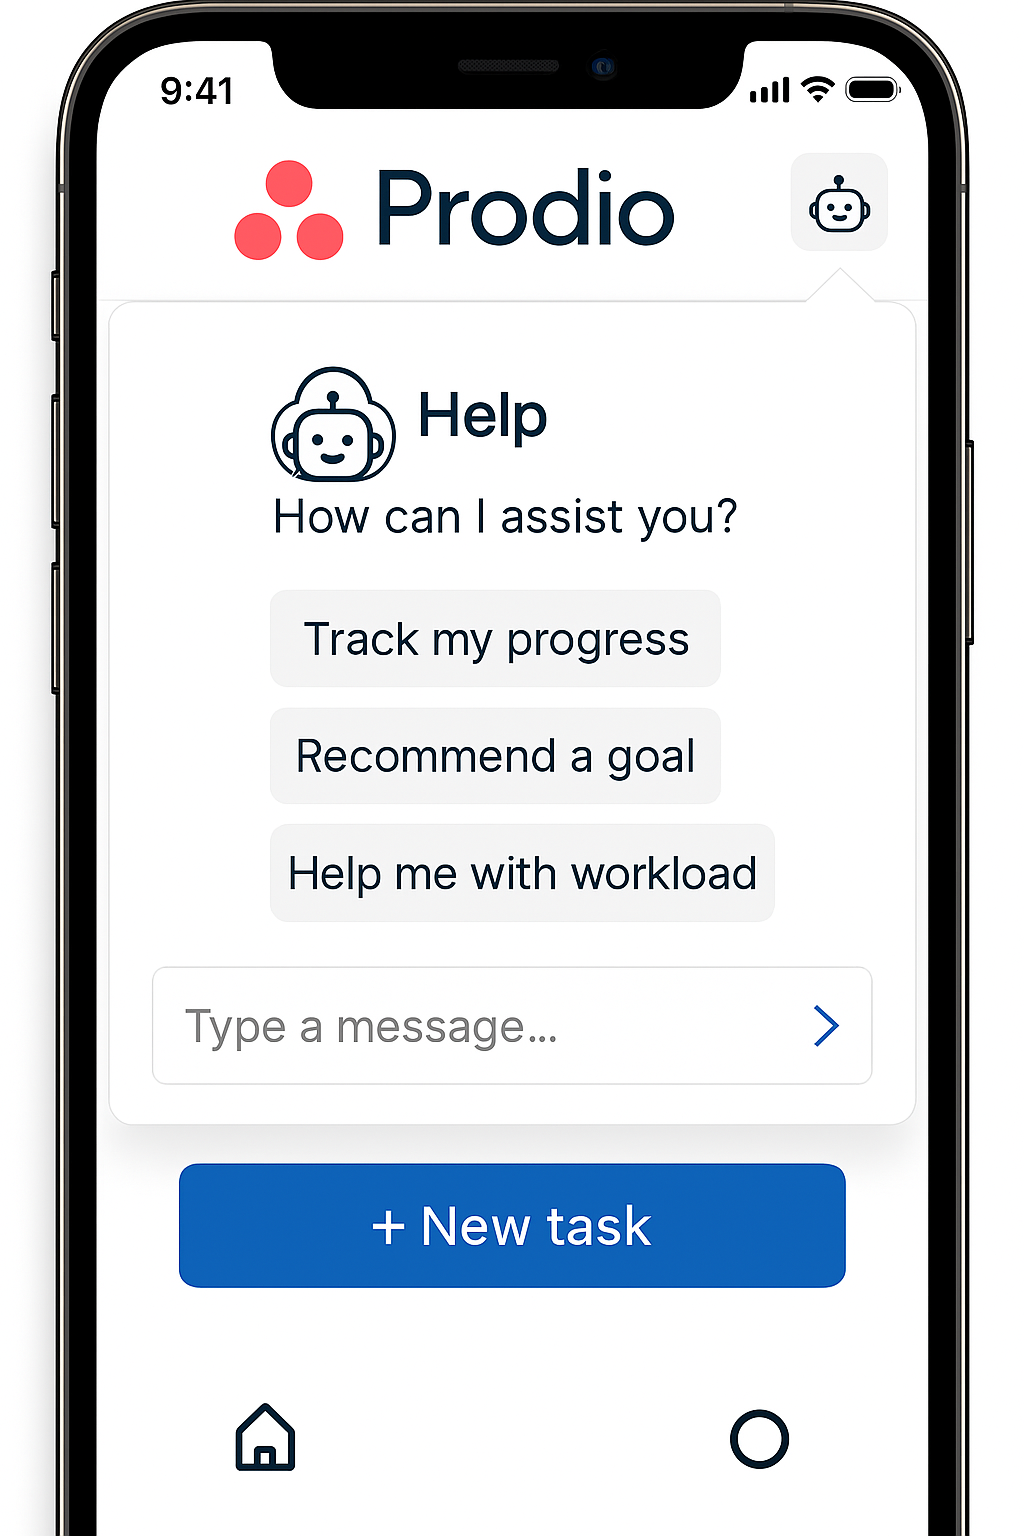 9:41
Prodio
Help
How can I assist you?
Track my progress
Recommend a goal
Help me with workload
Type a message...
+ New task